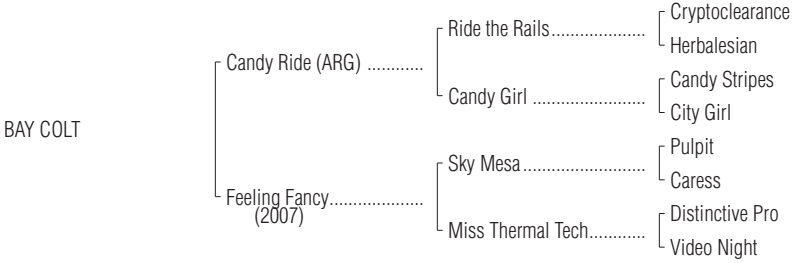 Cryptoclearance
Ride the Rails.....................
Herbalesian
Candy Ride (ARG) ............
Candy Stripes
Candy Girl .........................
City Girl
BAY COLT
Pulpit
Sky Mesa...........................
Caress
Feeling Fancy.....................
(2007)
Distinctive Pro
Miss Thermal Tech............
Video Night